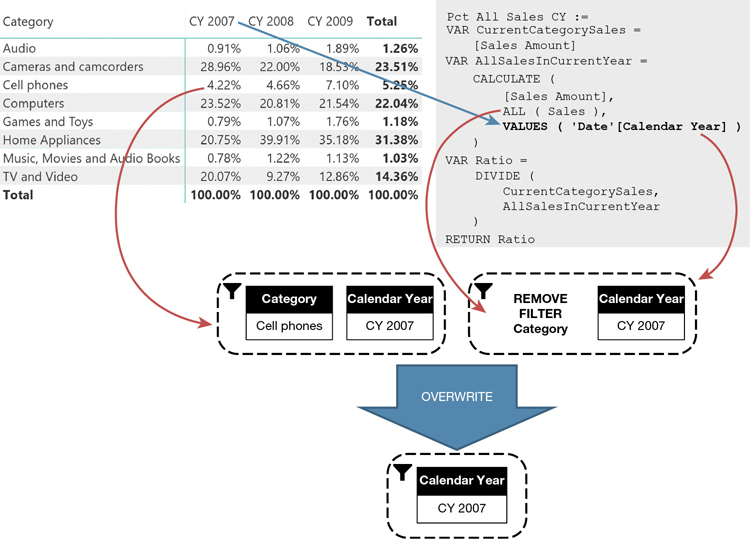 Category CY 2007 CY 2008 CY 2009 Total
Audio 0.91% 1.06% 1.89% 1.26%
Cameras and camcorders 28.96% 22.00% 18.53% 23.51%
Cell phones 4.22% 4.66% 7.10% 5.25%
Computers 23.52% 20.81% 21.54% 22.04%
Games and Toys 0.79% 1.07% 1.76% 1.18%
Home Appliances 20.75% 39.91% 35.18% 31.38%
Music, Movies and Audio Books 0.78% 1.22% 1.13% 1.03%
TV and Video 20.07% 9.27% 12.86% 14.36%
Total 100.00% 100.00% 100.00% 100.00%
Pct All Sales CY :=
VAR CurrentCategorySales =
[Sales Amount]
VAR AllSalesInCurrentYear =
CALCULATE (
[Sales Amount],
ALL ( Sales ),
VALUES ( 'Date'[Calendar Year] )
)
VAR Ratio =
DIVIDE (
CurrentCategorySales,
AllSalesInCurrentYear
)
RETURN Ratio
Category
Cell phones
Calendar Year
CY 2007
REMOVE
FILTER
Category
Calendar Year
CY 2007
OVERWRITE
Calendar Year
CY 2007